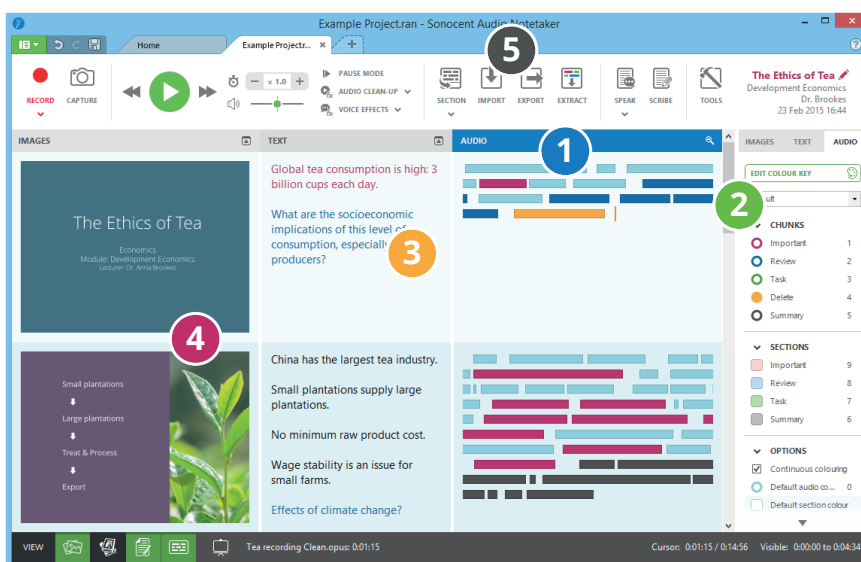 Example Project.ran - Sonocent Audio Notetaker
Home
Example Projectr...
5
RECORD
CAPTURE
× 1.0
PAUSE MODE
AUDIO CLEAN-UP
VOICE EFFECTS
SECTION
IMPORT
EXPORT
EXTRACT
SPEAK
SCRIBE
TOOLS
The Ethics of Tea
Development Economics
Dr. Brookes
23 Feb 2015 16:44
IMAGES
TEXT
AUDIO
1
The Ethics of Tea
Economics
Module: Development Economics
Lecturer: Dr. Anna Brookes
4
Small plantations
Large plantations
Treat & Process
Export
Global tea consumption is high: 3
billion cups each day.
What are the socioeconomic
implications of this level of
consumption, especially
producers?
3
China has the largest tea industry.
Small plantations supply large
plantations.
No minimum raw product cost.
Wage stability is an issue for
small farms.
Effects of climate change?
IMAGES TEXT AUDIO
EDIT COLOUR KEY
2
ult
CHUNKS
Important 1
Review 2
Task 3
Delete 4
Summary 5
SECTIONS
Important 9
Review 8
Task 7
Summary 6
OPTIONS
Continuous colouring
Default audio co... 0
Default section colour
VIEW
Tea recording Clean.opus: 0:01:15
Cursor: 0:01:15 / 0:14:56
Visible: 0:00:00 to 0:04:34